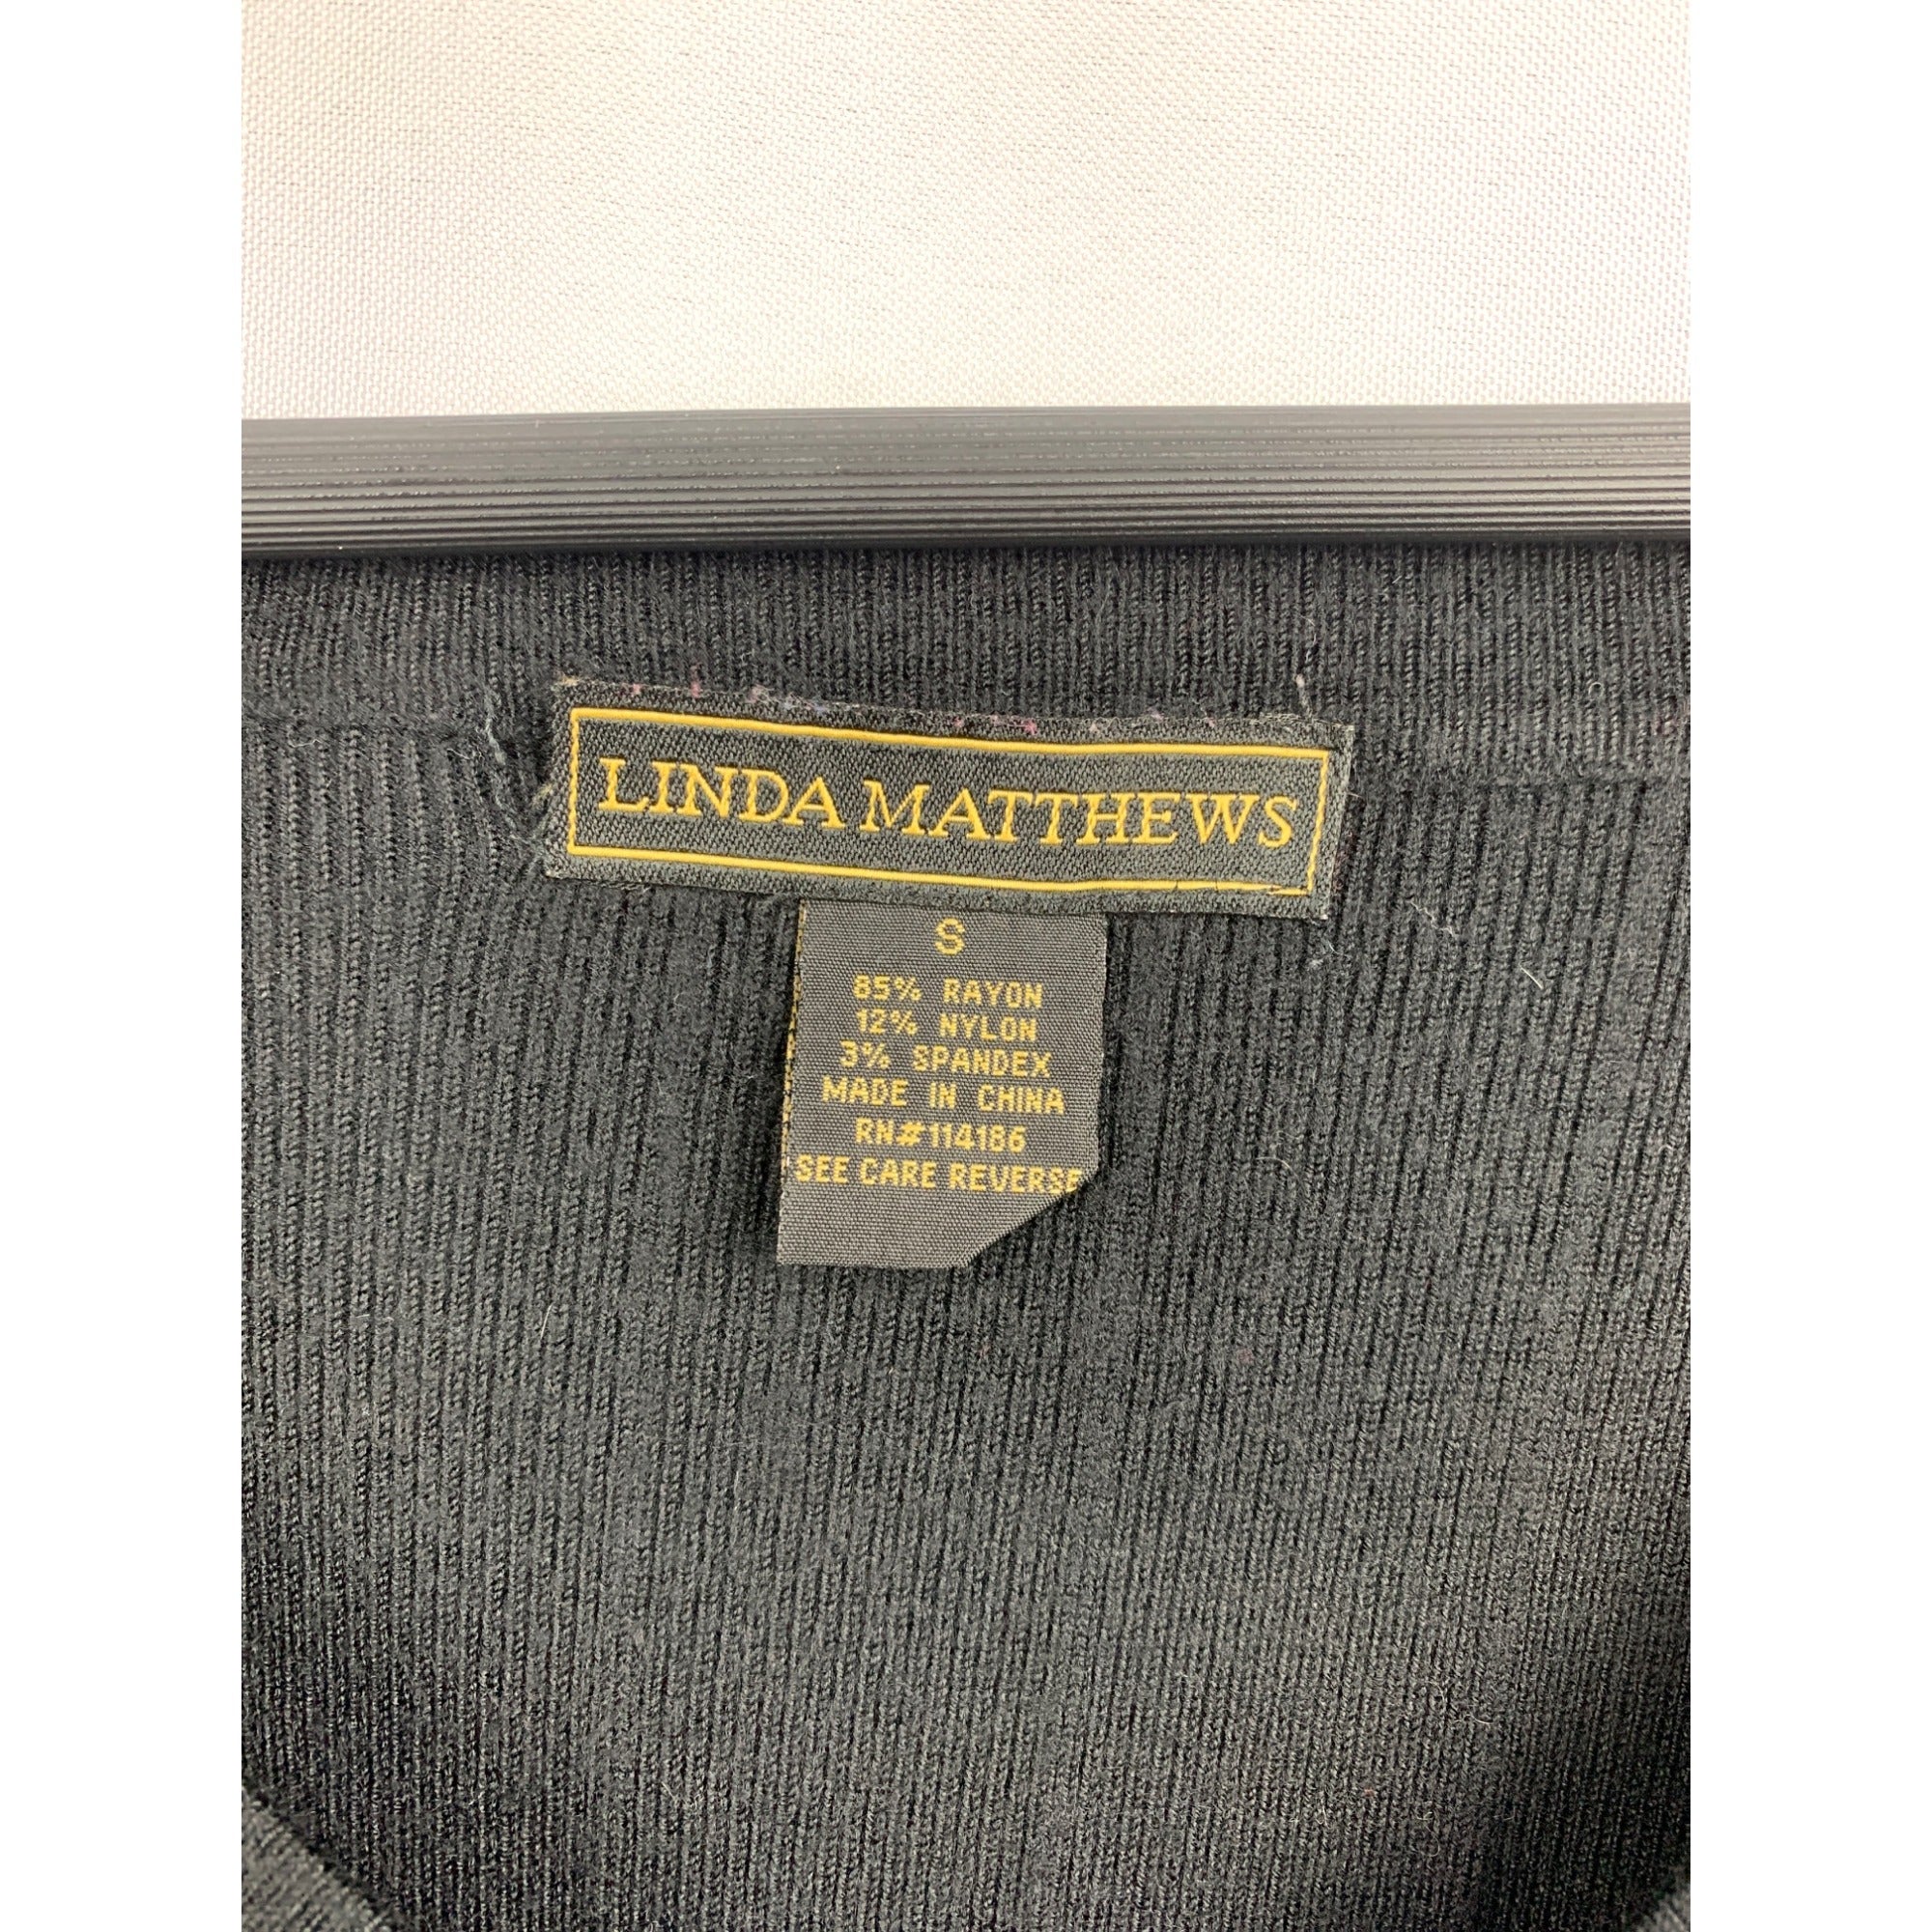 LINDA MATTHEWS
S
85% RAYON
12% NYLON
3% SPANDEX
MADE IN CHINA
RN#114186
SEE CARE REVERSE